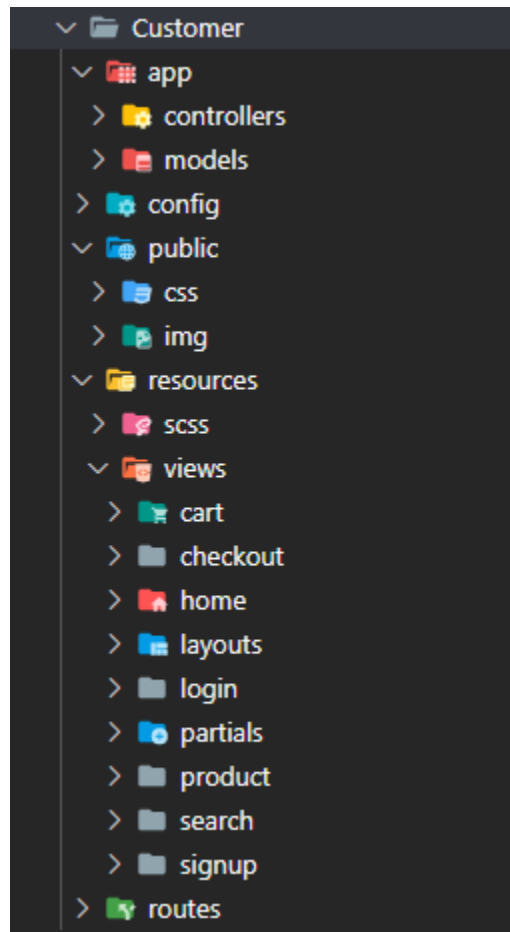 Customer
app
controllers
models
config
public
css
img
resources
scss
views
cart
checkout
home
layouts
login
partials
product
search
signup
routes